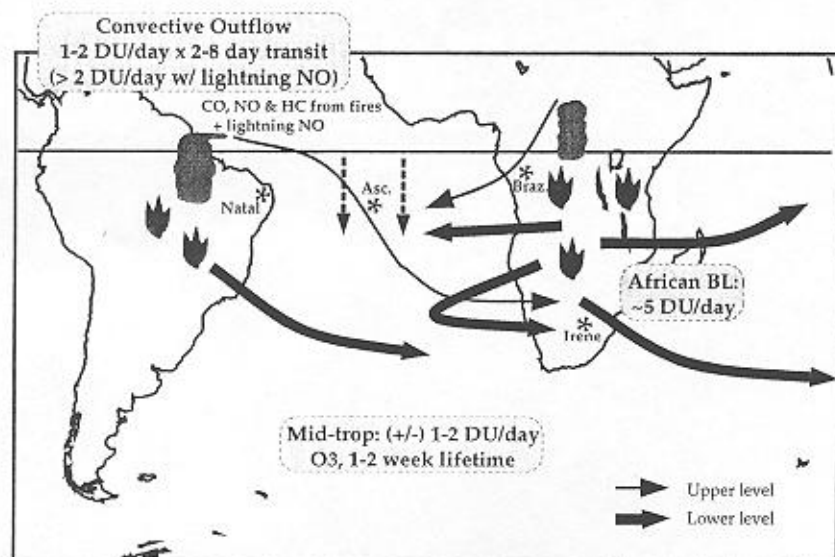 Convective Outflow
1-2 DU/day x 2-8 day transit
(> 2 DU/day w/ lightning NO)
CO, NO & HC from fires
+ lightning NO
Asc.
Braz.
Natal
African BL:
~5 DU/day
Irene
Mid-trop: (+/-) 1-2 DU/day
O3, 1-2 week lifetime
Upper level
Lower level